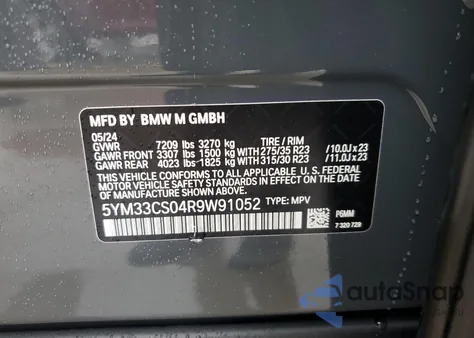 MFD BY BMW M GMBH
05/24
GVWR 7209 lbs 3270 kg TIRE / RIM
GAWR FRONT 3307 lbs 1500 kg WITH 275/35 R23 /10.0J x 23
GAWR REAR 4023 lbs 1825 kg WITH 315/30 R23 /11.0J x 23
THIS VEHICLE CONFORMS TO ALL APPLICABLE U.S. FEDERAL
MOTOR VEHICLE SAFETY STANDARDS IN EFFECT ON THE
DATE OF MANUFACTURE SHOWN ABOVE.
5YM33CS04R9W91052 TYPE: MPV
P6MMI
7 320 729
autoSnap